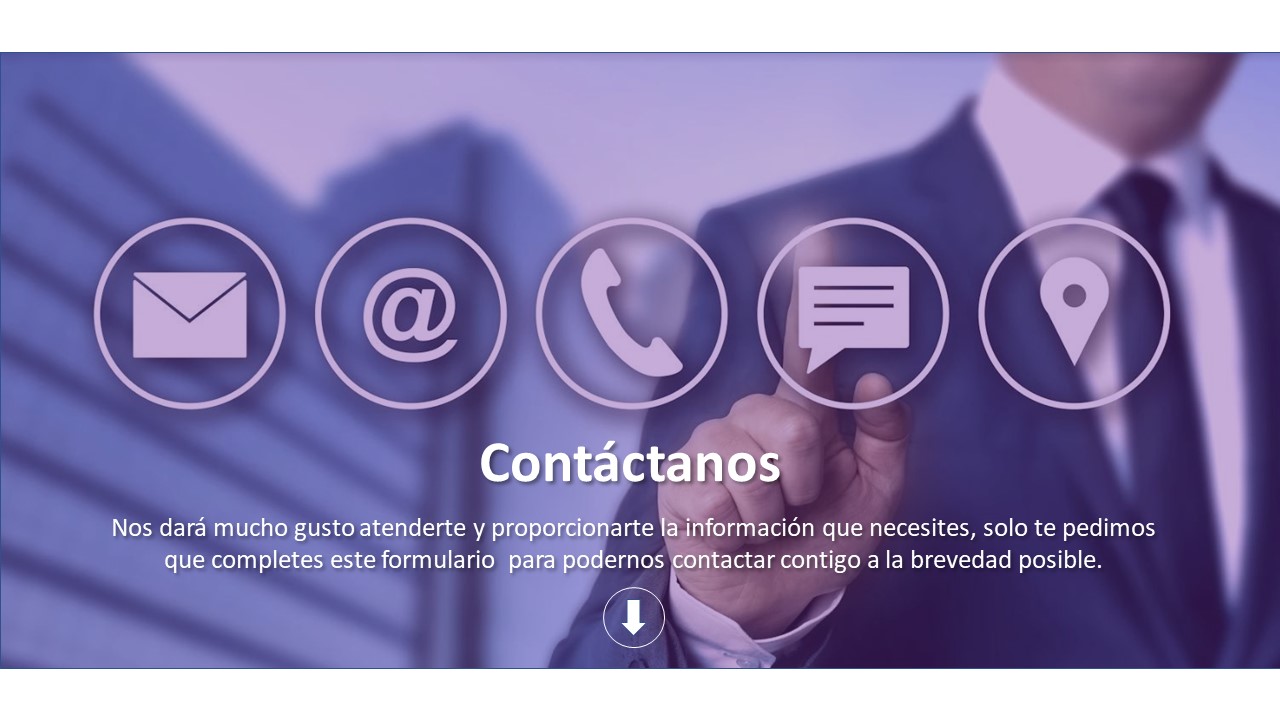 @
Contáctanos
Nos dará mucho gusto atenderte y proporcionarte la información que necesites, solo te pedimos
que completes este formulario  para podernos contactar contigo a la brevedad posible.